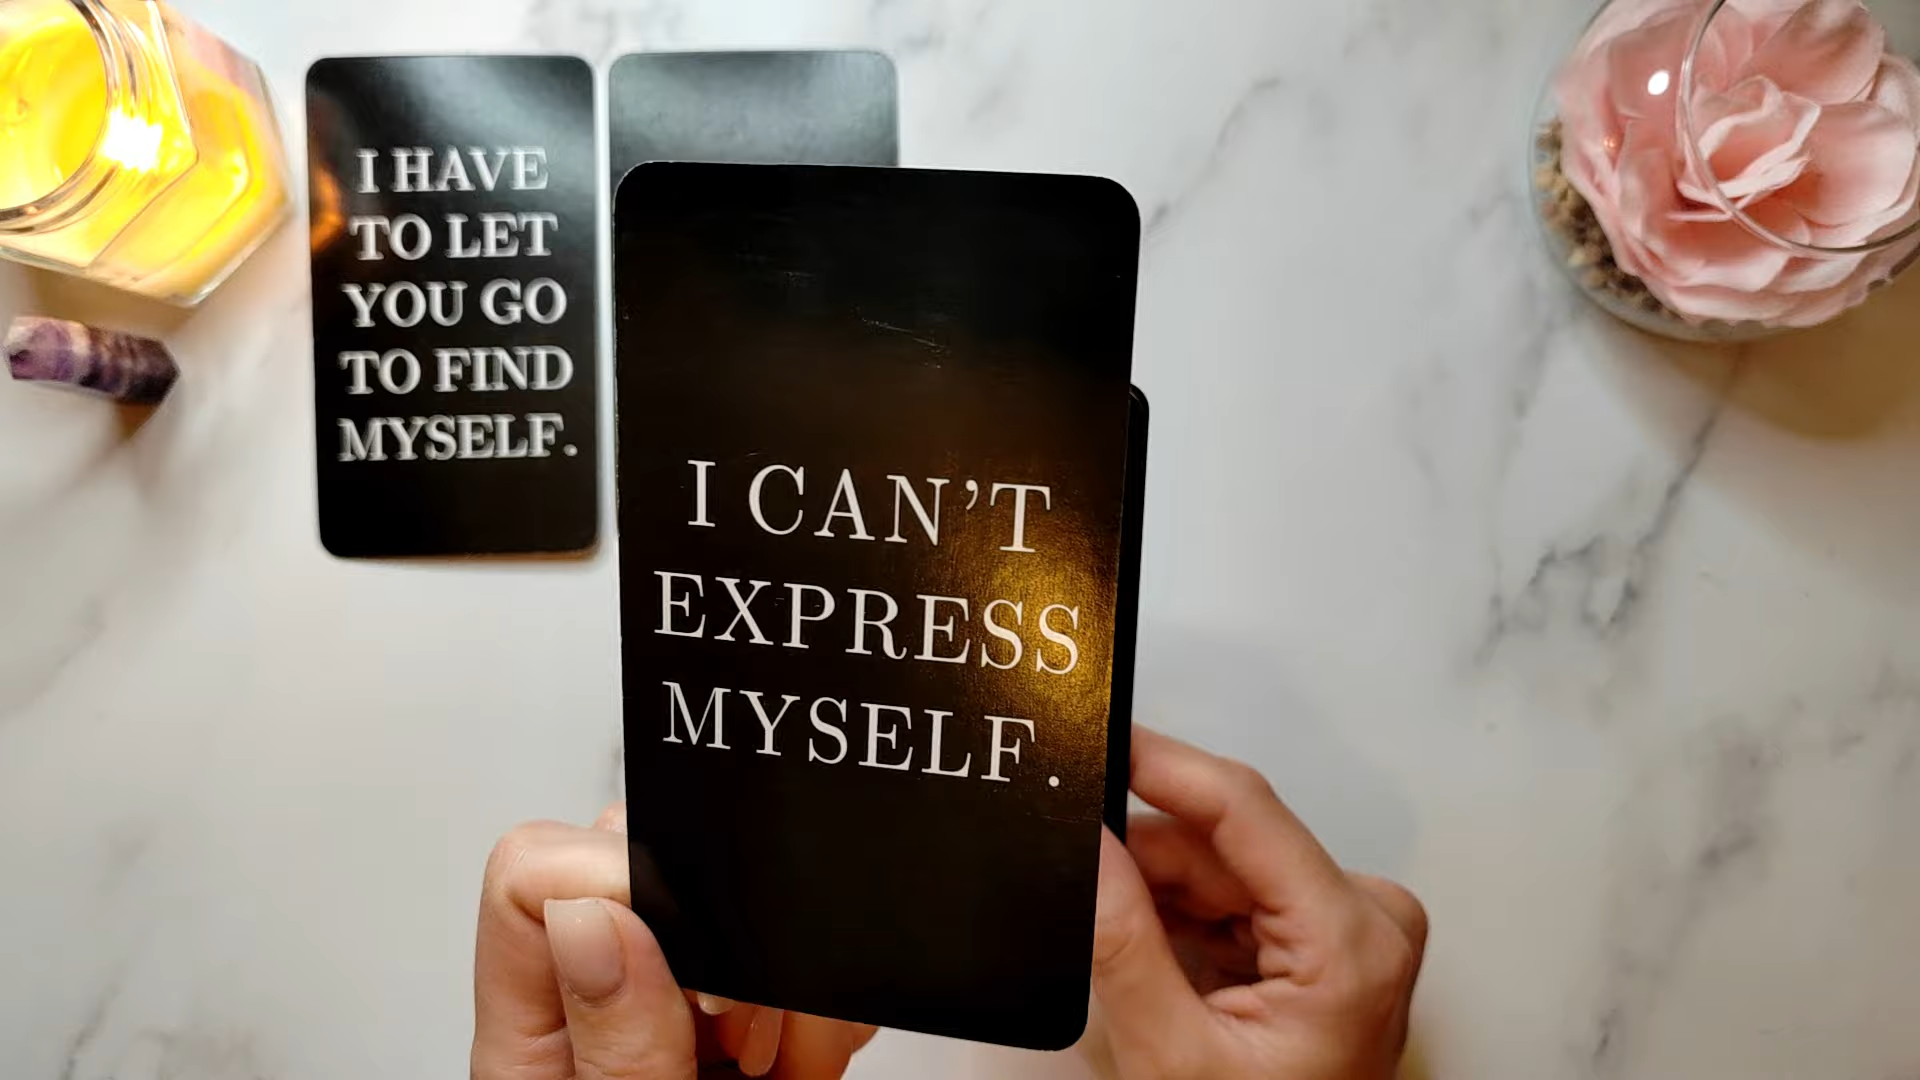 I HAVE
TO LET
YOU GO
TO FIND
MYSELF.
I CAN'T
EXPRESS
MYSELF.